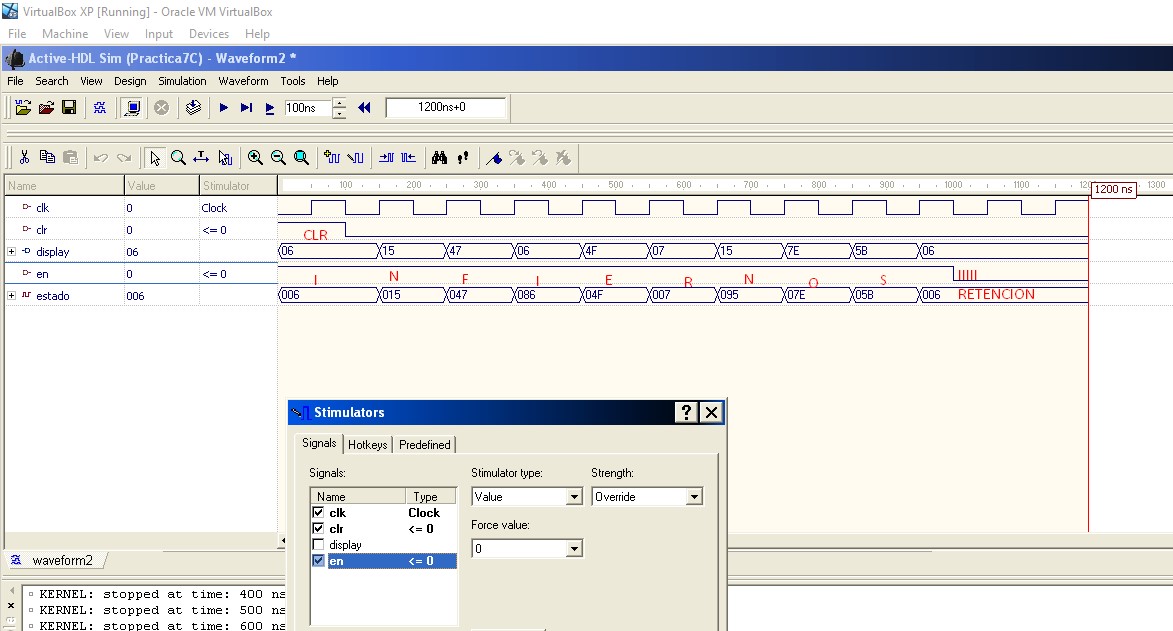 VirtualBox XP [Running] - Oracle VM VirtualBox
File Machine View Input Devices Help
Active-HDL Sim (Practica7C) - Waveform2 *
File Search View Design Simulation Waveform Tools Help
100ns 1200ns+0
Name Value Stimulator 100 200 300 400 500 600 700 800 900 1000 1100 1300
1200 ns
clk 0 Clock
clr 0 <= 0 CLR
display 06 06 15 47 06 4F 07 15 7E 5B 06
en 0 <= 0 I N F I E R N O S IIIII
estado 006 006 015 047 086 04F 007 095 07E 05B 006 RETENCION
Stimulators
Signals Hotkeys Predefined
Signals: Stimulator type: Strength:
Name Type Value Override
clk Clock
clr <= 0 Force value:
display
en <= 0 0
waveform2
KERNEL: stopped at time: 400 ns
KERNEL: stopped at time: 500 ns
KERNEL: stopped at time: 600 ns